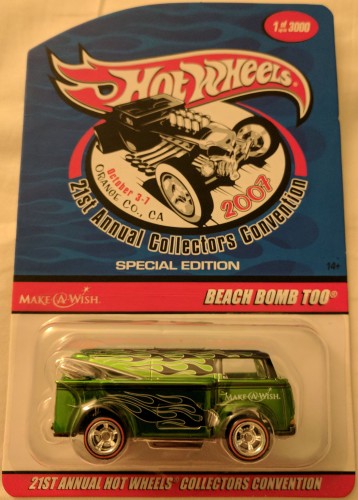 1 of 3000
Hot Wheels
October 3-7
ORANGE CO., CA
2007
21st Annual Collectors Convention
SPECIAL EDITION
14+
MAKE A WISH.
BEACH BOMB TOO®
MAKE A WISH.
21ST ANNUAL HOT WHEELS® COLLECTORS CONVENTION